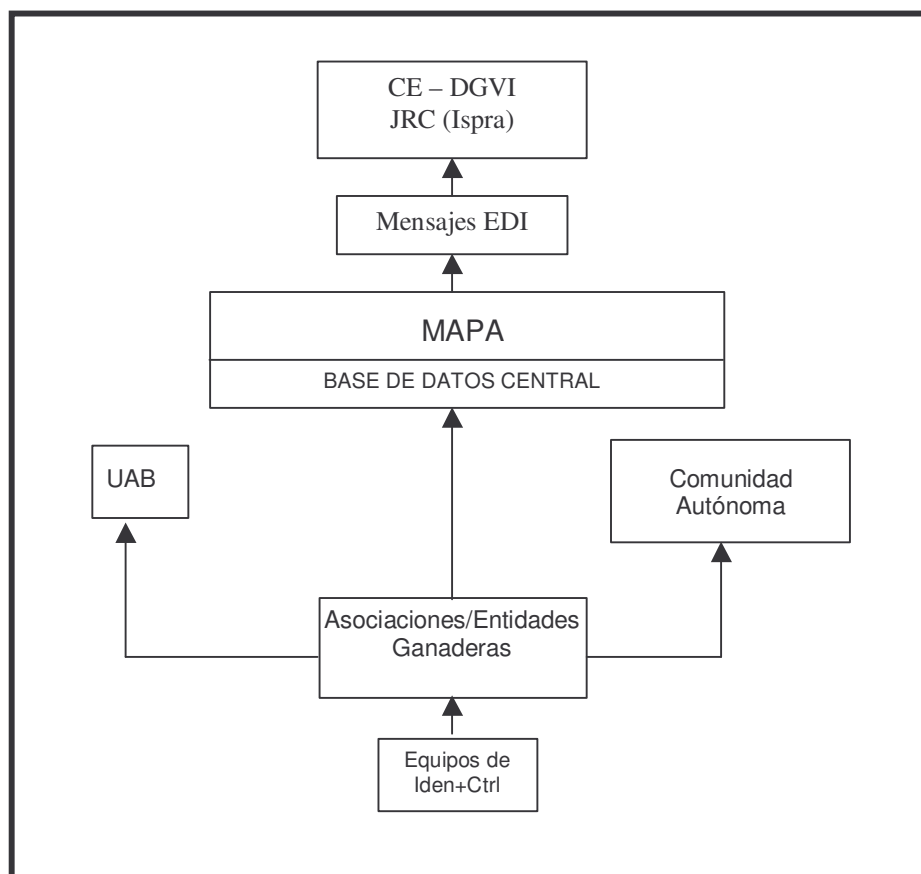 CE – DGVI
JRC (Ispra)
Mensajes EDI
MAPA
BASE DE DATOS CENTRAL
UAB
Comunidad
Autónoma
Asociaciones/Entidades
Ganaderas
Equipos de
Iden+Ctrl